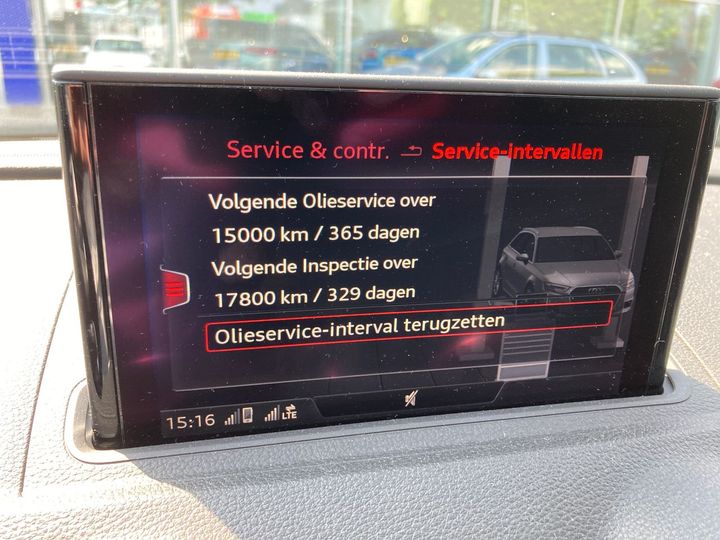 Service & contr. Service-intervallen
Volgende Olieservice over
15000 km / 365 dagen
Volgende Inspectie over
17800 km / 329 dagen
Olieservice-interval terugzetten
15:16 LTE